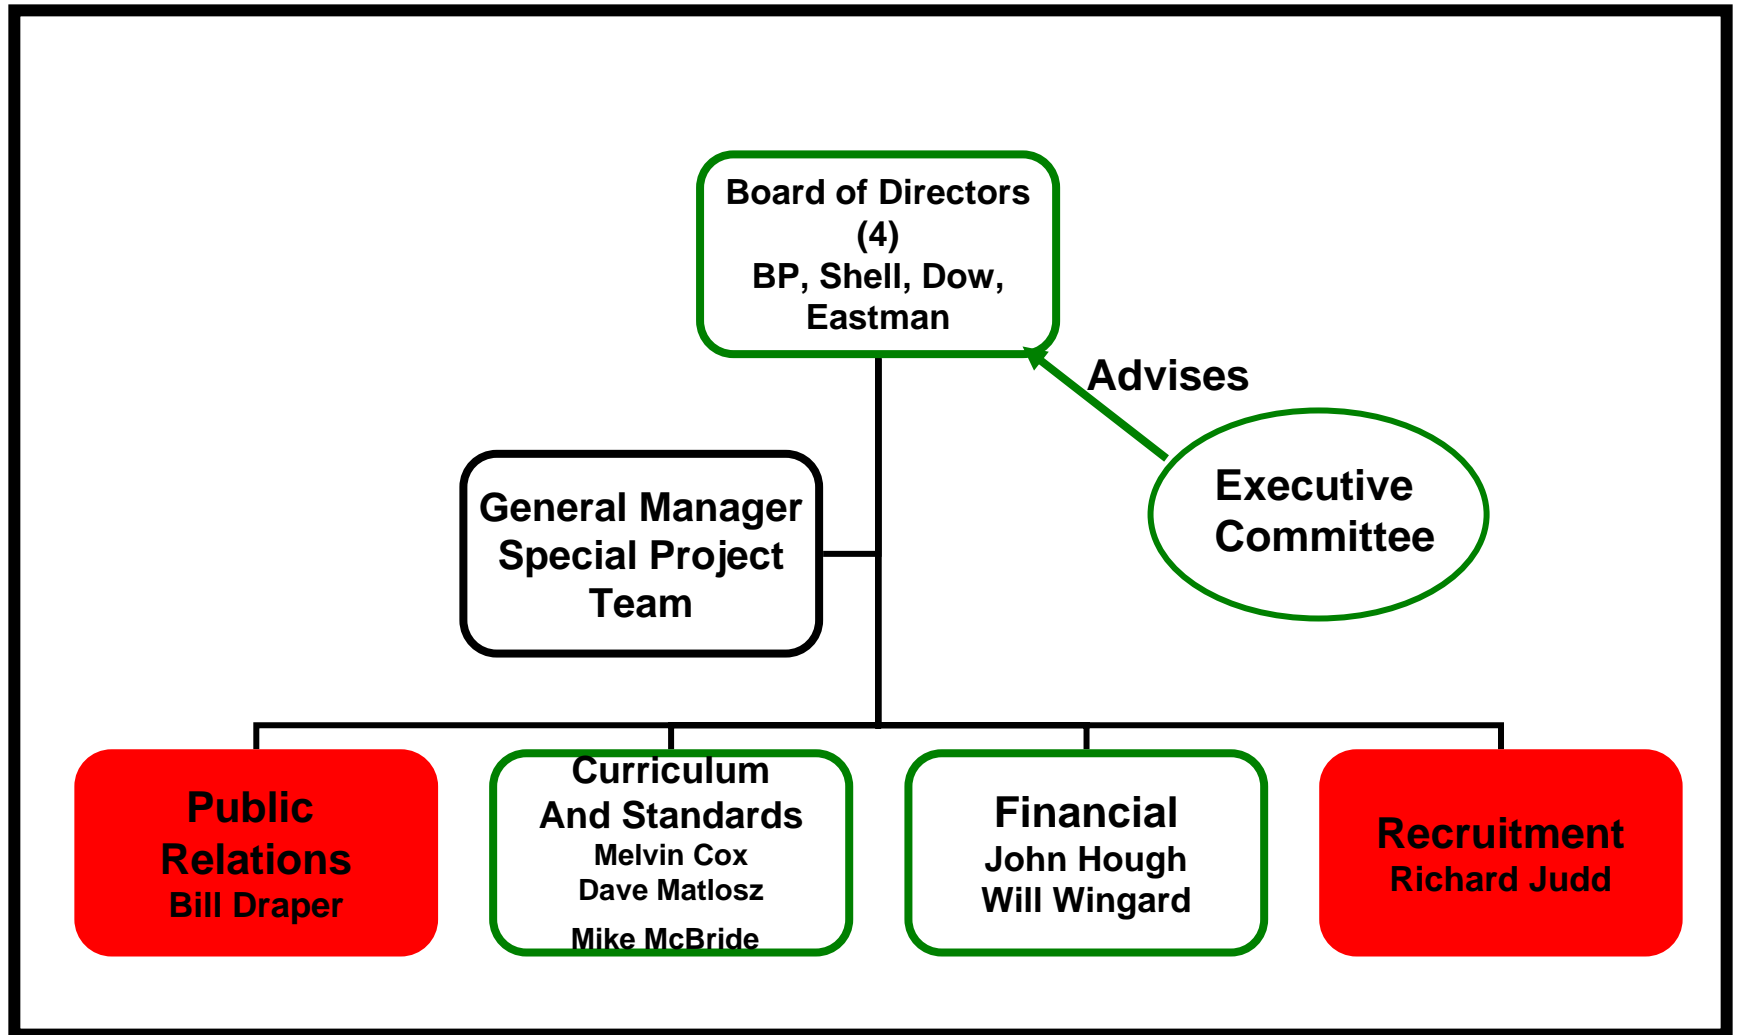 Board of Directors
(4)
BP, Shell, Dow,
Eastman
Advises
Executive
Committee
General Manager
Special Project
Team
Public
Relations
Bill Draper
Curriculum
And Standards
Melvin Cox
Dave Matlosz
Mike McBride
Financial
John Hough
Will Wingard
Recruitment
Richard Judd